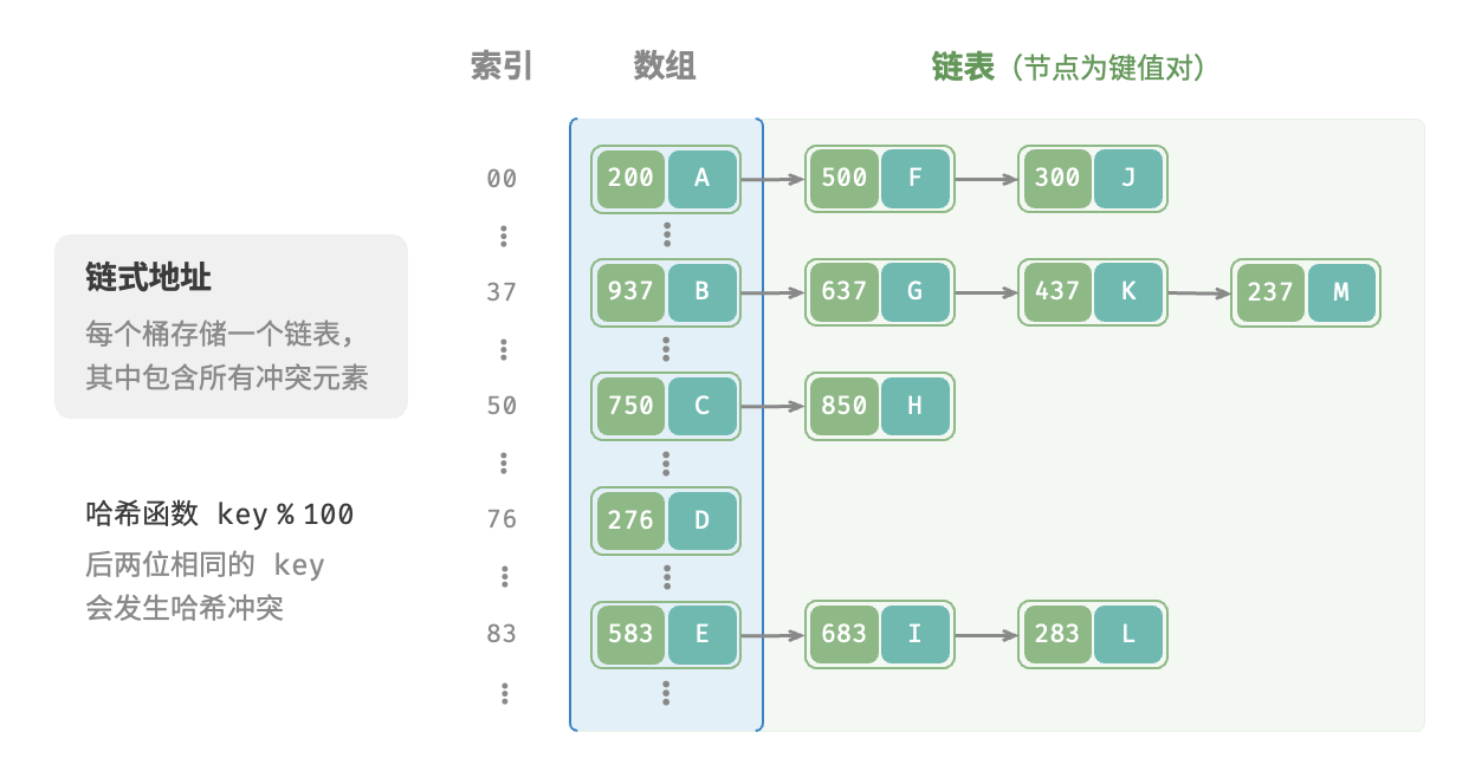 索引 数组 链表（节点为键值对）
00 200 A 500 F 300 J
链式地址
每个桶存储一个链表，
其中包含所有冲突元素
37 937 B 637 G 437 K 237 M
50 750 C 850 H
哈希函数 key % 100
后两位相同的 key
会发生哈希冲突
76 276 D
83 583 E 683 I 283 L